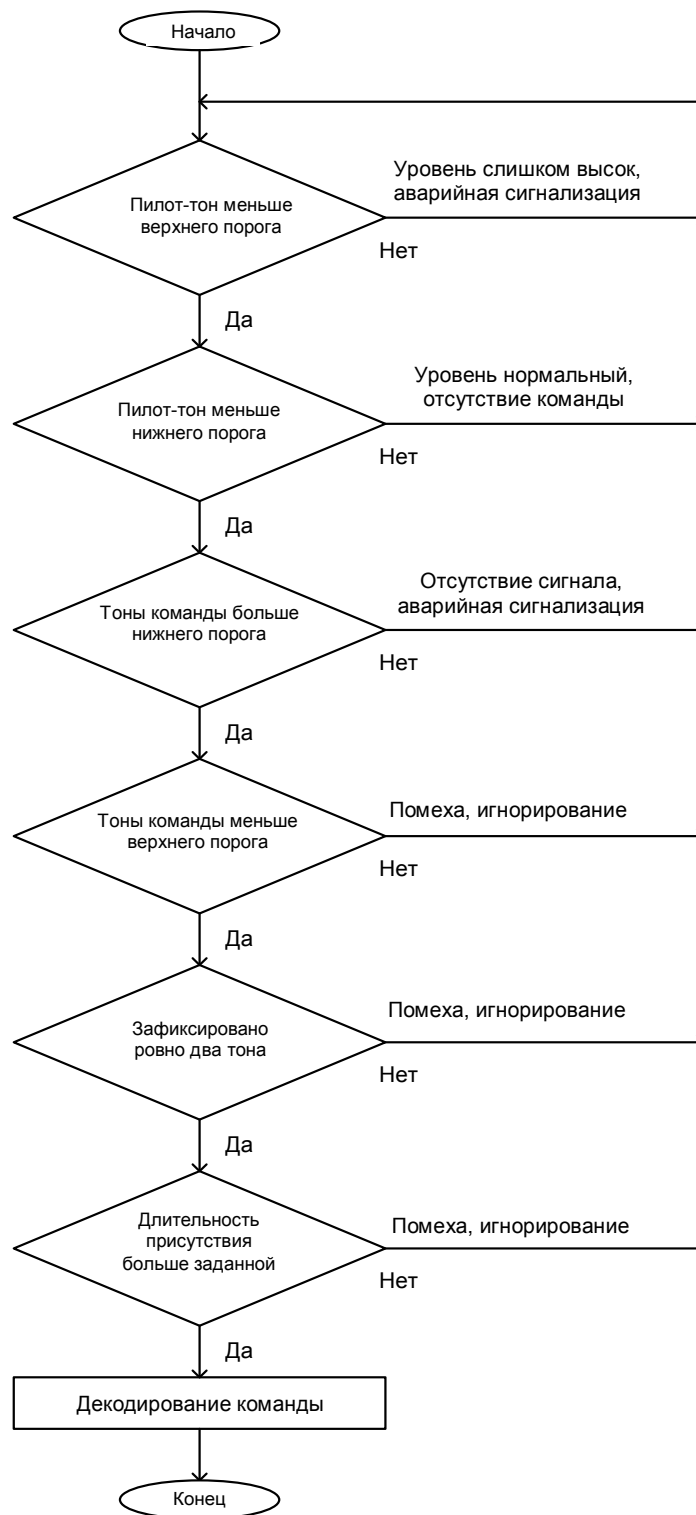 Начало
Пилот-тон меньше
верхнего порога
Уровень слишком высок,
аварийная сигнализация
Нет
Да
Пилот-тон меньше
нижнего порога
Уровень нормальный,
отсутствие команды
Нет
Да
Тоны команды больше
нижнего порога
Отсутствие сигнала,
аварийная сигнализация
Нет
Да
Тоны команды меньше
верхнего порога
Помеха, игнорирование
Нет
Да
Зафиксировано
ровно два тона
Помеха, игнорирование
Нет
Да
Длительность
присутствия
больше заданной
Помеха, игнорирование
Нет
Да
Декодирование команды
Конец